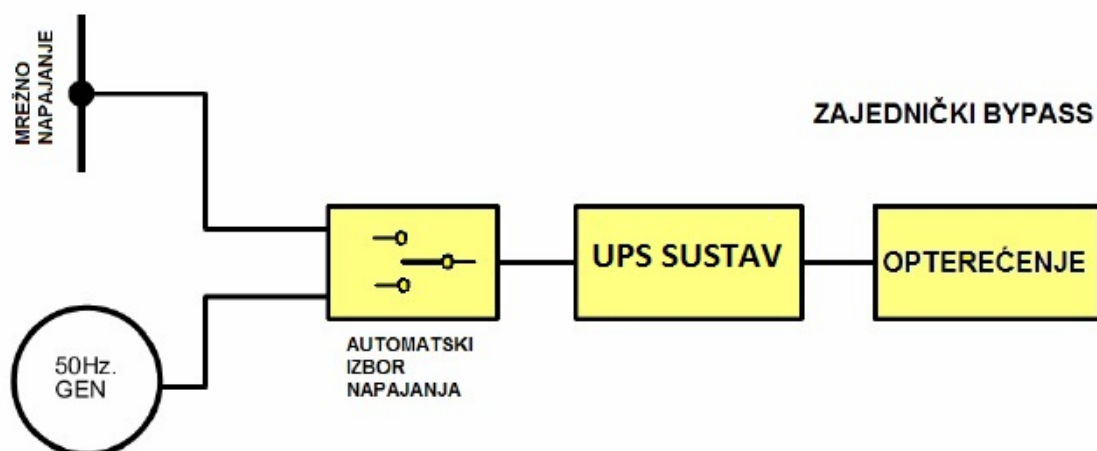 MREŽNO
NAPAJANJE
ZAJEDNIČKI BYPASS
UPS SUSTAV
OPTEREĆENJE
AUTOMATSKI
IZBOR
NAPAJANJA
50Hz.
GEN